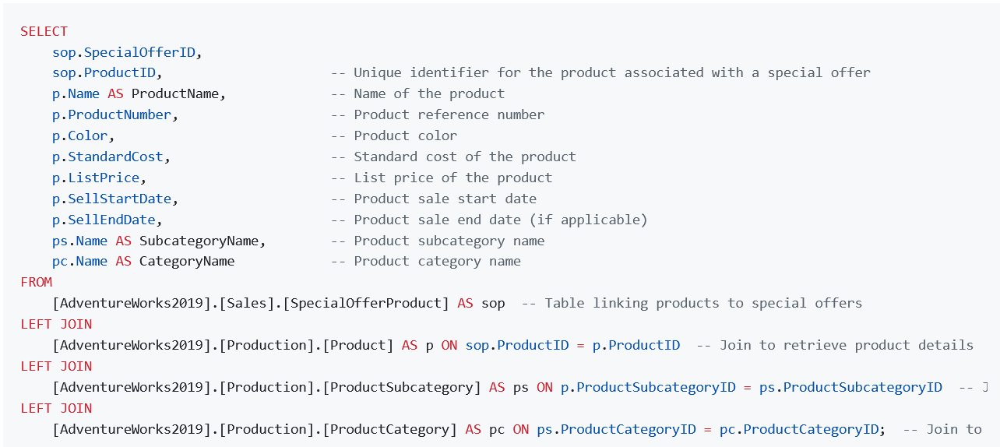 SELECT
    sop.SpecialOfferID,
    sop.ProductID,                     -- Unique identifier for the product associated with a special offer
    p.Name AS ProductName,             -- Name of the product
    p.ProductNumber,                   -- Product reference number
    p.Color,                           -- Product color
    p.StandardCost,                    -- Standard cost of the product
    p.ListPrice,                       -- List price of the product
    p.SellStartDate,                   -- Product sale start date
    p.SellEndDate,                     -- Product sale end date (if applicable)
    ps.Name AS SubcategoryName,        -- Product subcategory name
    pc.Name AS CategoryName            -- Product category name
FROM
    [AdventureWorks2019].[Sales].[SpecialOfferProduct] AS sop  -- Table linking products to special offers
LEFT JOIN
    [AdventureWorks2019].[Production].[Product] AS p ON sop.ProductID = p.ProductID  -- Join to retrieve product details
LEFT JOIN
    [AdventureWorks2019].[Production].[ProductSubcategory] AS ps ON p.ProductSubcategoryID = ps.ProductSubcategoryID  --
LEFT JOIN
    [AdventureWorks2019].[Production].[ProductCategory] AS pc ON ps.ProductCategoryID = pc.ProductCategoryID;  -- Join to